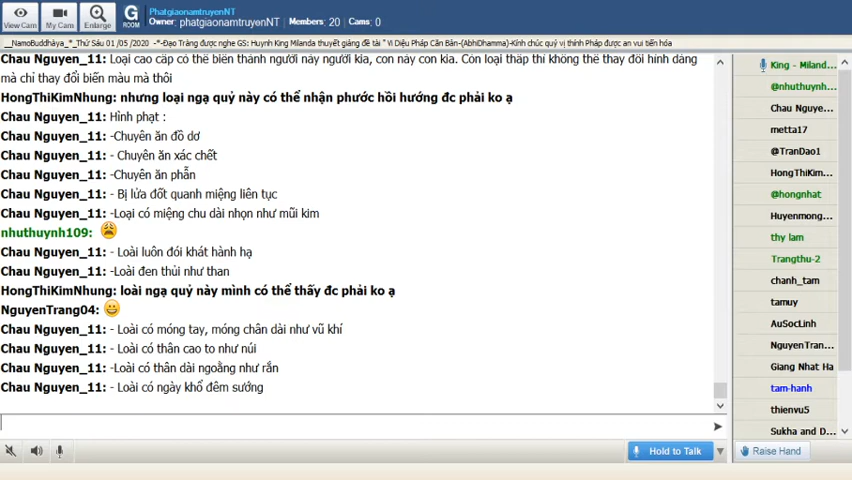 View Cam
My Cam
Enlarge
G
ROOM
PhatgiaonamtruyenNT
Owner: phatgiaonamtruyenNT
Members: 20
Cams: 0
__NamoBuddhàya_*_Thứ Sáu 01 /05 /2020 -*-Đạo Tràng được nghe GS: Huynh King Milanda thuyết giảng đề tài " Vi Diệu Pháp Căn Bản-(AbhiDhamma)-Kính chúc quý vị thính Pháp được an vui tiến hóa
Chau Nguyen_11: Loại cao cấp có thể biến thành người này người kia, con này con kia. Còn loại thấp thì không thể thay đổi hình dáng
mà chỉ thay đổi biến màu mà thôi
HongThiKimNhung: nhưng loại ngạ quỷ này có thể nhận phước hồi hướng đc phải ko ạ
Chau Nguyen_11: Hình phạt :
Chau Nguyen_11: -Chuyên ăn đồ dơ
Chau Nguyen_11: - Chuyên ăn xác chết
Chau Nguyen_11: -Chuyên ăn phẫn
Chau Nguyen_11: - Bị lửa đốt quanh miệng liên tục
Chau Nguyen_11: -Loại có miệng chu dài nhọn như mũi kim
nhuthuynh109:
Chau Nguyen_11: - Loài luôn đói khát hành hạ
Chau Nguyen_11: -Loài đen thủi như than
HongThiKimNhung: loài ngạ quỷ này mình có thể thấy đc phải ko ạ
NguyenTrang04:
Chau Nguyen_11: - Loài có móng tay, móng chân dài như vũ khí
Chau Nguyen_11: - Loài có thân cao to như núi
Chau Nguyen_11: -Loài có thân dài ngoằng như rắn
Chau Nguyen_11: - Loài có ngày khổ đêm sướng
King - Miland...
@nhuthuynh...
Chau Nguye...
metta17
@TranDao1
HongThiKim...
@hongnhat
Huyenmong...
thy lam
Trangthu-2
chanh_tam
tamuy
AuSocLinh
NguyenTran...
Giang Nhat Ha
tam-hanh
thienvu5
Sukha and D...
Hold to Talk
Raise Hand